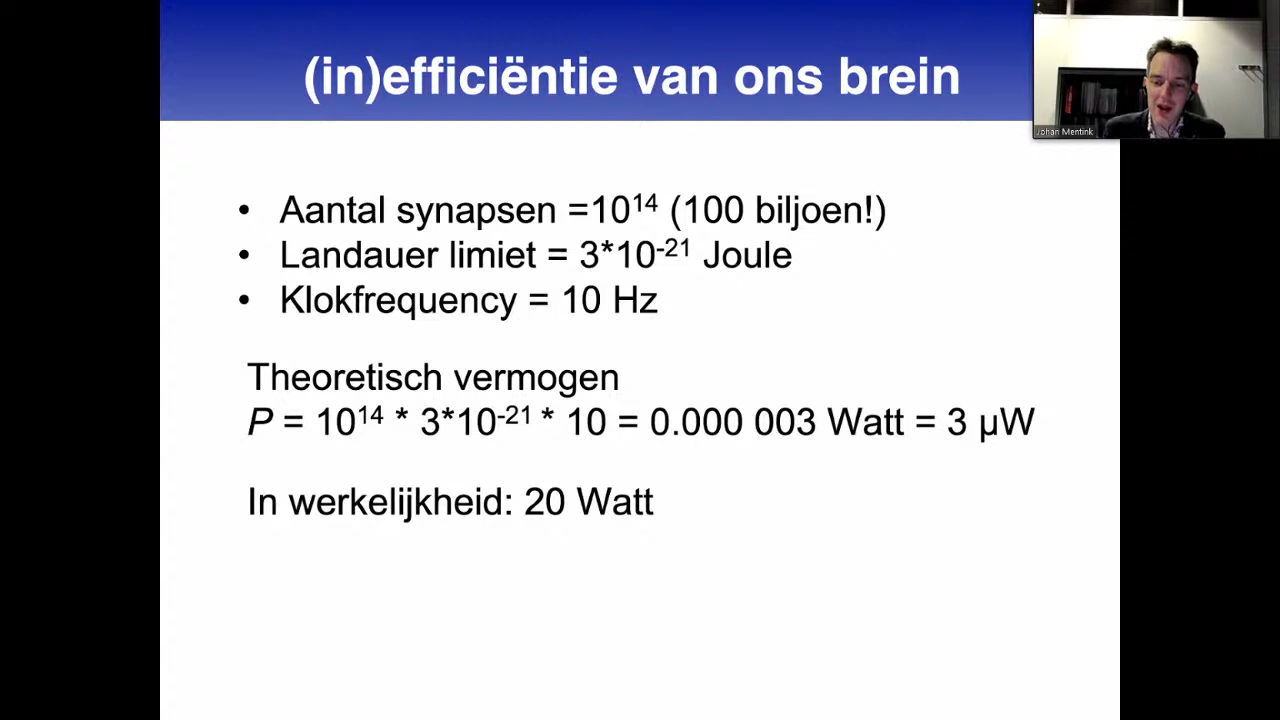 (in)efficiëntie van ons brein
Johan Mentink
• Aantal synapsen =10¹⁴ (100 biljoen!)
• Landauer limiet = 3*10⁻²¹ Joule
• Klokfrequency = 10 Hz
Theoretisch vermogen
P = 10¹⁴ * 3*10⁻²¹ * 10 = 0.000 003 Watt = 3 µW
In werkelijkheid: 20 Watt